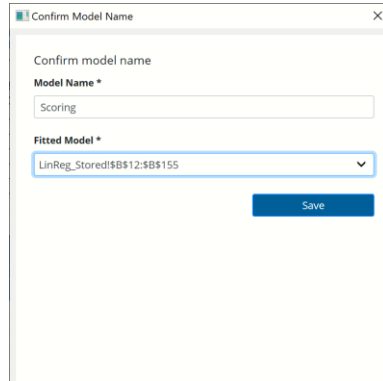 Confirm Model Name
Confirm model name
Model Name *
Scoring
Fitted Model *
LinReg_Stored!$B$12:$B$155
Save